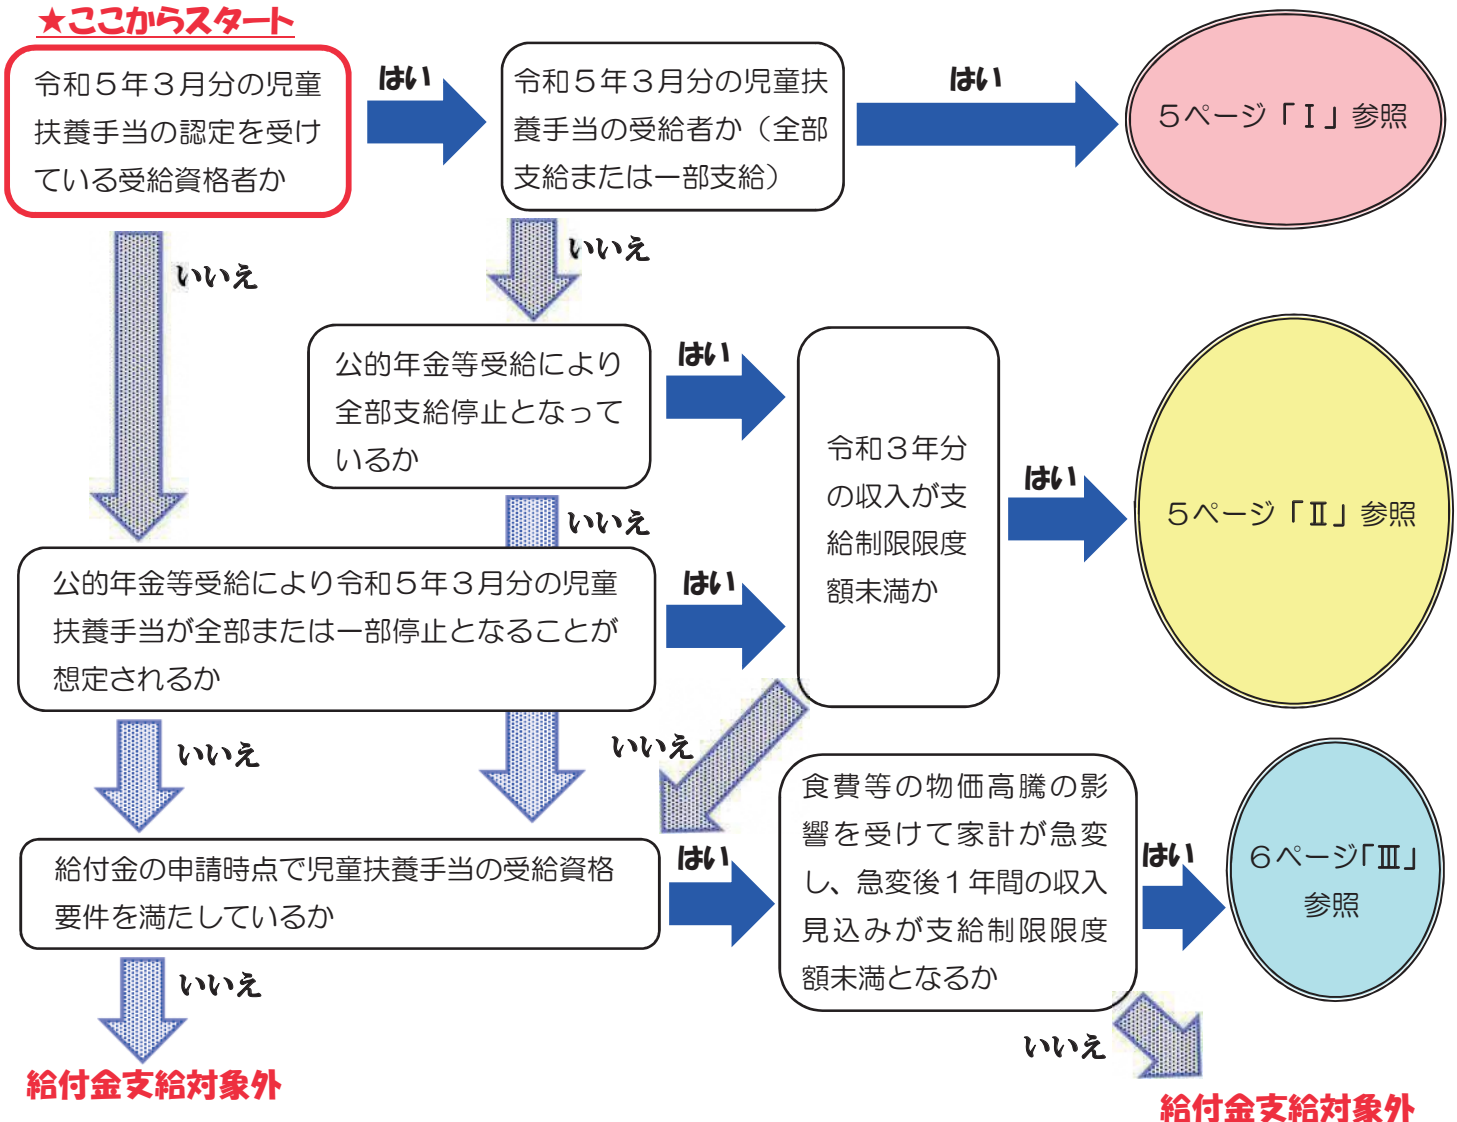 ★ここからスタート
令和５年３月分の児童
扶養手当の認定を受け
ている受給資格者か
はい
令和５年３月分の児童扶
養手当の受給者か（全部
支給または一部支給）
はい
５ページ「Ⅰ」参照
いいえ
いいえ
公的年金等受給により
全部支給停止となって
いるか
はい
令和３年分
の収入が支
給制限限度
額未満か
はい
５ページ「Ⅱ」参照
いいえ
公的年金等受給により令和５年３月分の児童
扶養手当が全部または一部停止となることが
想定されるか
はい
いいえ
いいえ
給付金の申請時点で児童扶養手当の受給資格
要件を満たしているか
はい
食費等の物価高騰の影
響を受けて家計が急変
し、急変後１年間の収入
見込みが支給制限限度
額未満となるか
はい
６ページ「Ⅲ」
参照
いいえ
給付金支給対象外
いいえ
給付金支給対象外